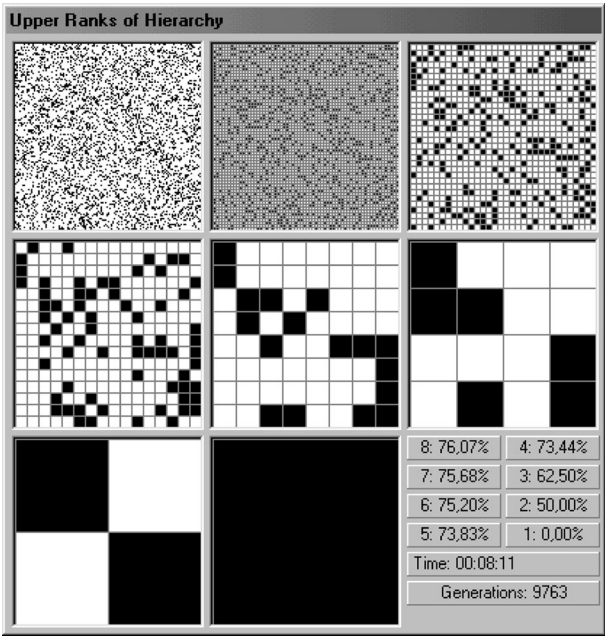 Upper Ranks of Hierarchy
8: 76,07% 4: 73,44%
7: 75,68% 3: 62,50%
6: 75,20% 2: 50,00%
5: 73,83% 1: 0,00%
Time: 00:08:11
Generations: 9763